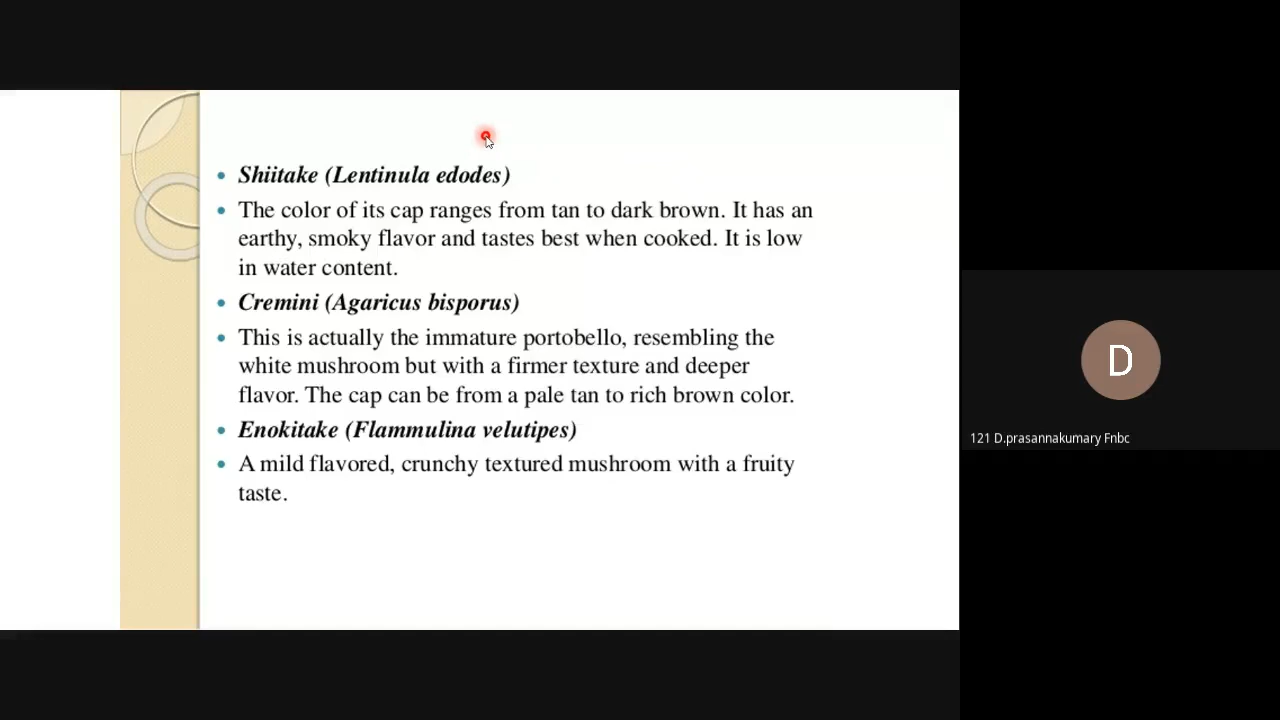 Shiitake (Lentinula edodes)
The color of its cap ranges from tan to dark brown. It has an
earthy, smoky flavor and tastes best when cooked. It is low
in water content.
Cremini (Agaricus bisporus)
This is actually the immature portobello, resembling the
white mushroom but with a firmer texture and deeper
flavor. The cap can be from a pale tan to rich brown color.
Enokitake (Flammulina velutipes)
A mild flavored, crunchy textured mushroom with a fruity
taste.
D
121 D.prasannakumary Fnbc